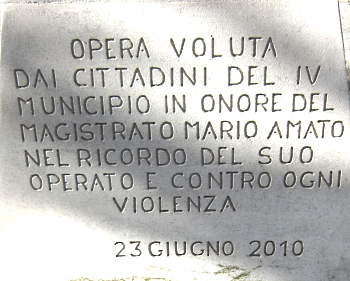 OPERA VOLUTA
DAI CITTADINI DEL IV
MUNICIPIO IN ONORE DEL
MAGISTRATO MARIO AMATO
NEL RICORDO DEL SUO
OPERATO E CONTRO OGNI
VIOLENZA
23 GIUGNO 2010